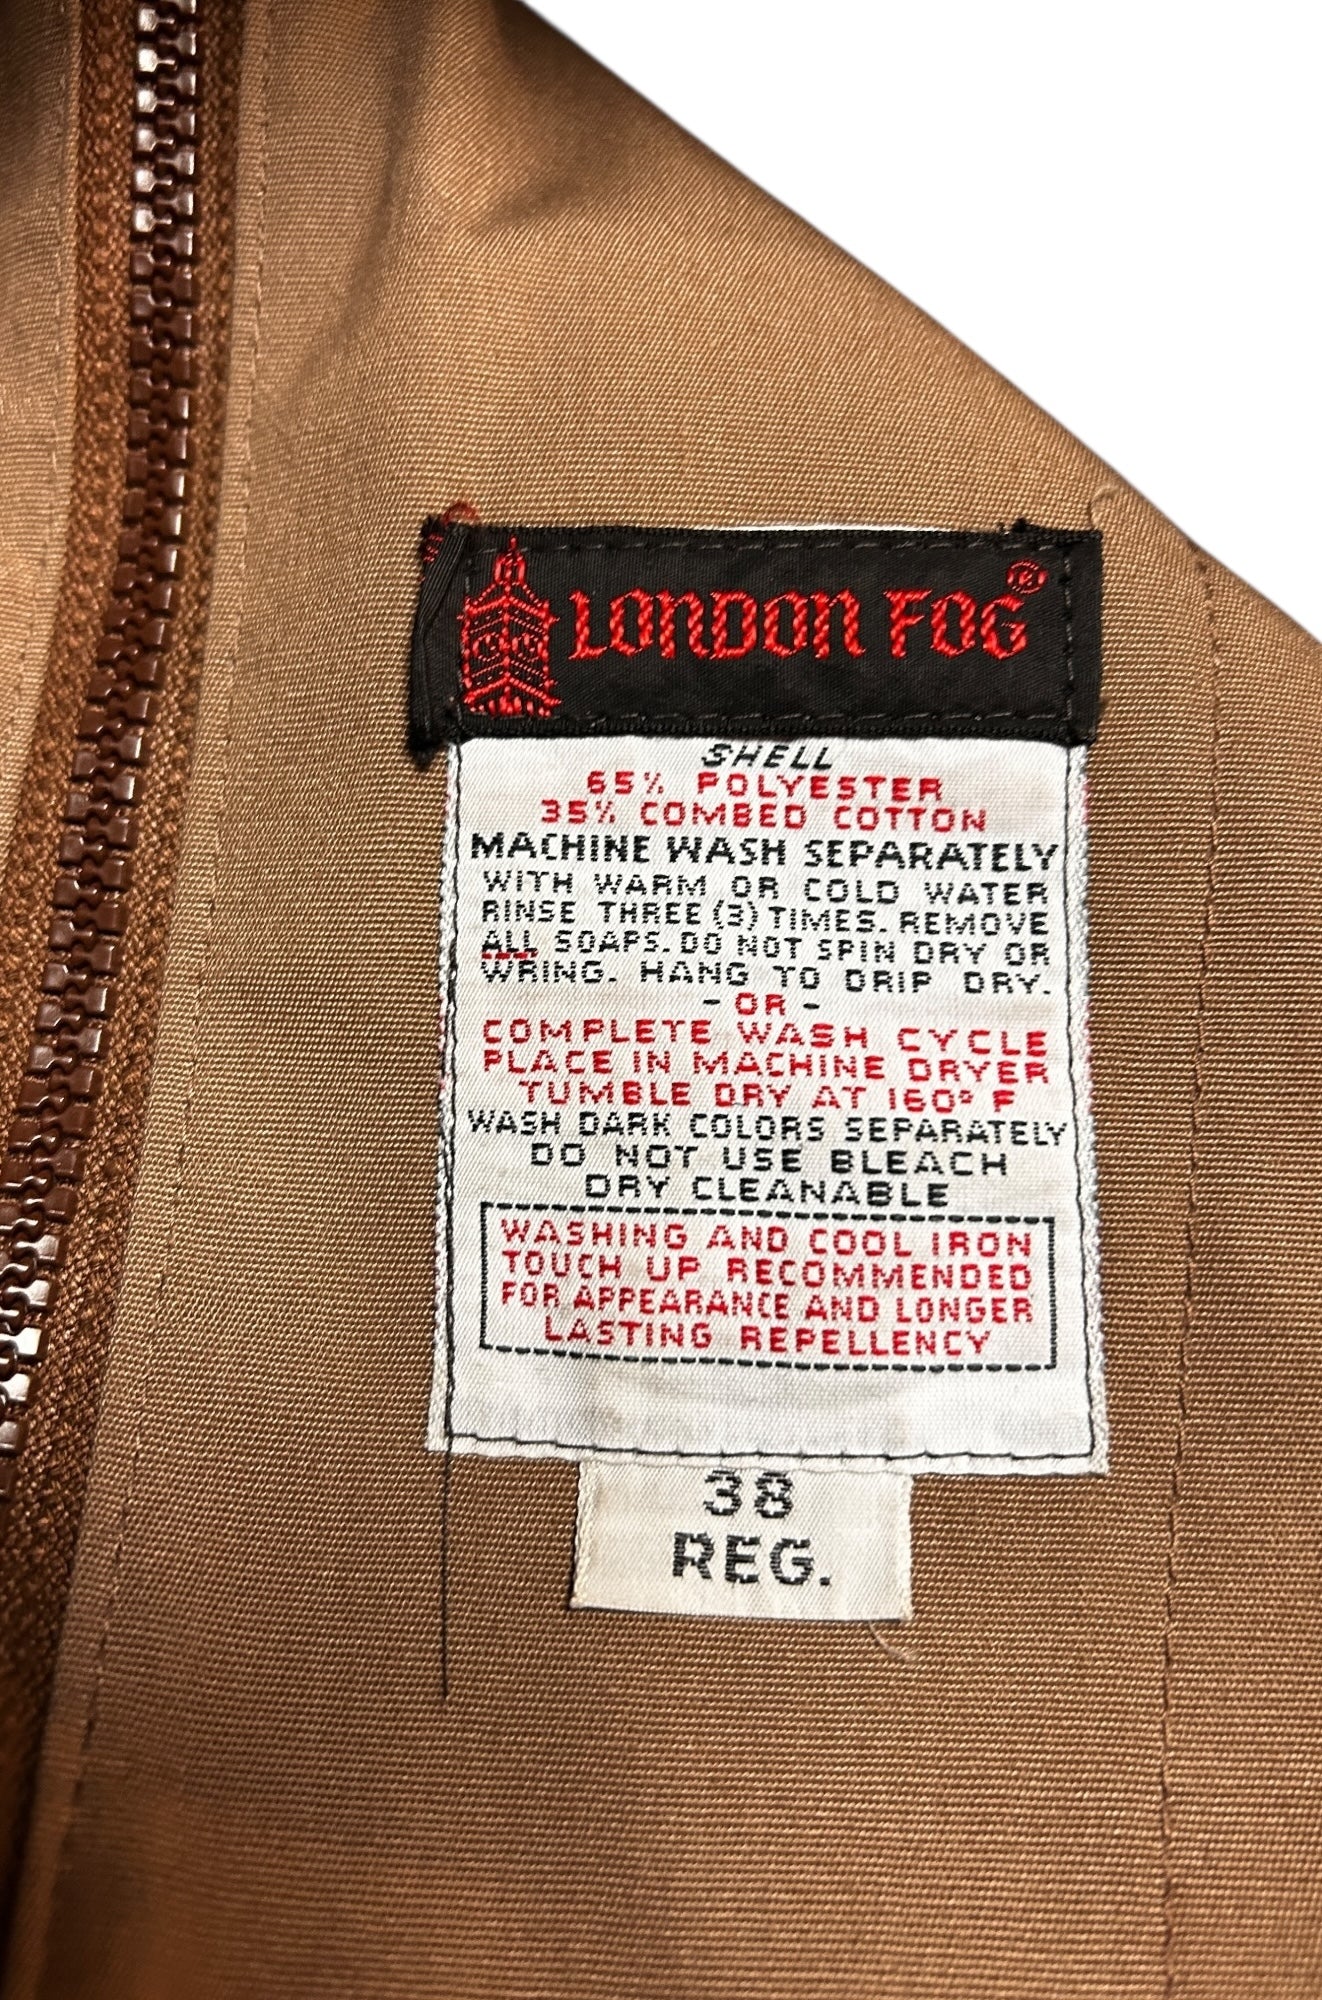 LONDON FOG®
SHELL
65% POLYESTER
35% COMBED COTTON
MACHINE WASH SEPARATELY
WITH WARM OR COLD WATER
RINSE THREE (3) TIMES. REMOVE
ALL SOAPS. DO NOT SPIN DRY OR
WRING. HANG TO DRIP DRY.
- OR -
COMPLETE WASH CYCLE
PLACE IN MACHINE DRYER
TUMBLE DRY AT 160° F
WASH DARK COLORS SEPARATELY
DO NOT USE BLEACH
DRY CLEANABLE
WASHING AND COOL IRON
TOUCH UP RECOMMENDED
FOR APPEARANCE AND LONGER
LASTING REPELLENCY
38
REG.